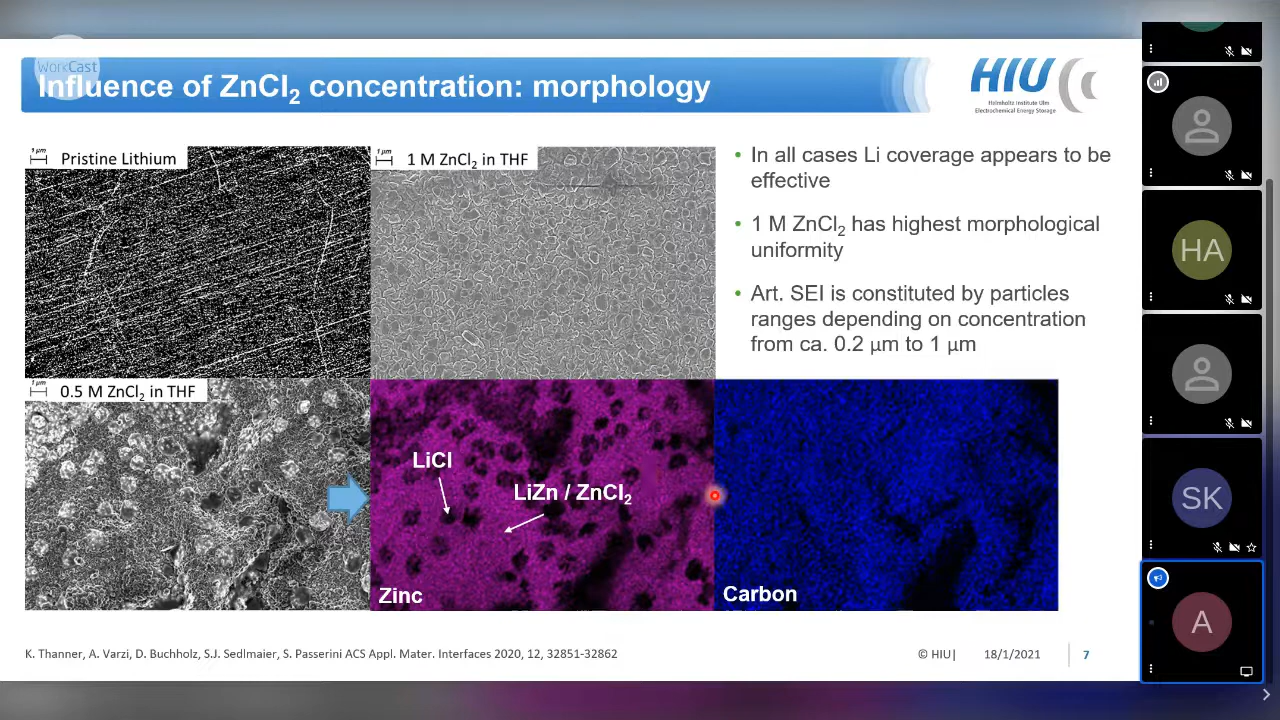 WorkCast
Influence of ZnCl2 concentration: morphology
HIU
Helmholtz Institute Ulm
Electrochemical Energy Storage
1 µm
Pristine Lithium
1 µm
1 M ZnCl2 in THF
• In all cases Li coverage appears to be
effective
• 1 M ZnCl2 has highest morphological
uniformity
• Art. SEI is constituted by particles
ranges depending on concentration
from ca. 0.2 µm to 1 µm
1 µm
0.5 M ZnCl2 in THF
LiCl
LiZn / ZnCl2
Zinc
Carbon
K. Thanner, A. Varzi, D. Buchholz, S.J. Sedlmaier, S. Passerini ACS Appl. Mater. Interfaces 2020, 12, 32851-32862
© HIU|
18/1/2021
7
HA
SK
A